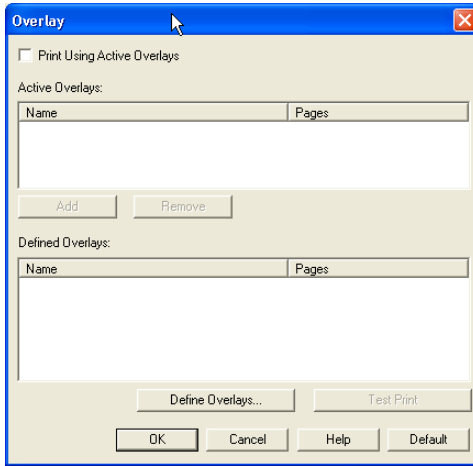 Overlay
Print Using Active Overlays
Active Overlays:
Name Pages
Add Remove
Defined Overlays:
Name Pages
Define Overlays... Test Print
OK Cancel Help Default